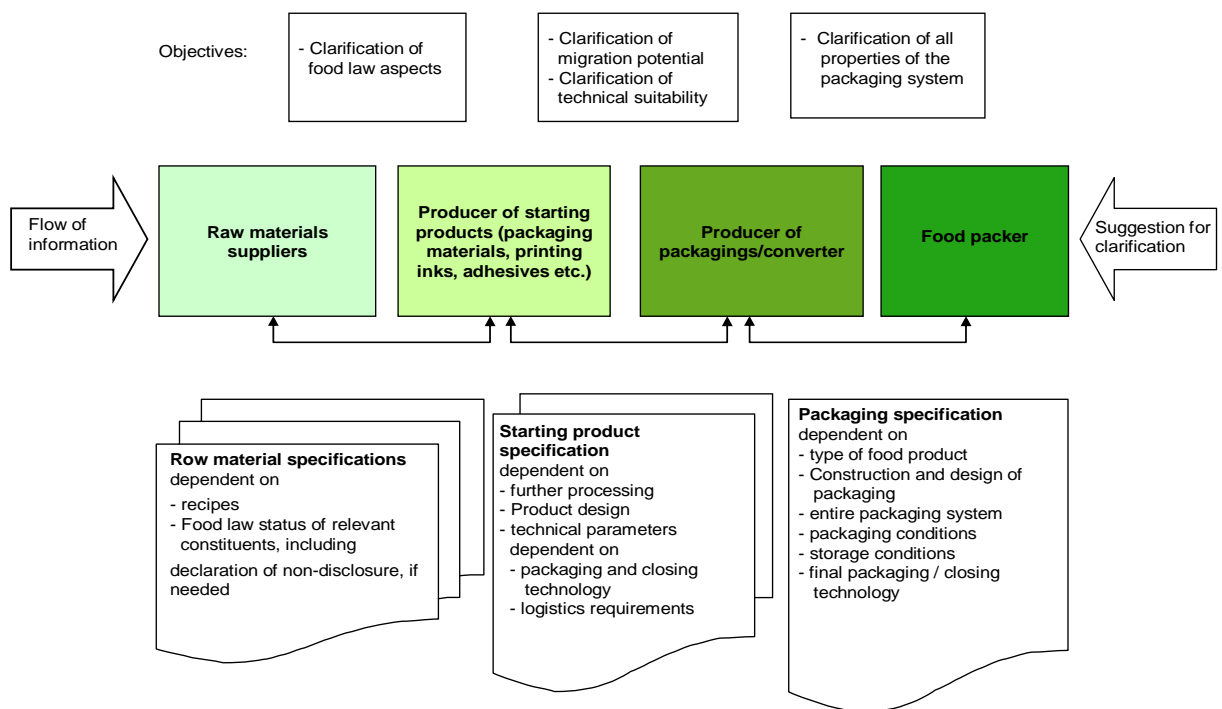 Objectives:
- Clarification of
food law aspects
- Clarification of
migration potential
- Clarification of
technical suitability
- Clarification of all
properties of the
packaging system
Flow of
information
Raw materials
suppliers
Producer of starting
products (packaging
materials, printing
inks, adhesives etc.)
Producer of
packagings/converter
Food packer
Suggestion for
clarification
Row material specifications
dependent on
- recipes
- Food law status of relevant
constituents, including
declaration of non-disclosure, if
needed
Starting product
specification
dependent on
- further processing
- Product design
- technical parameters
dependent on
- packaging and closing
technology
- logistics requirements
Packaging specification
dependent on
- type of food product
- Construction and design of
packaging
- entire packaging system
- packaging conditions
- storage conditions
- final packaging / closing
technology